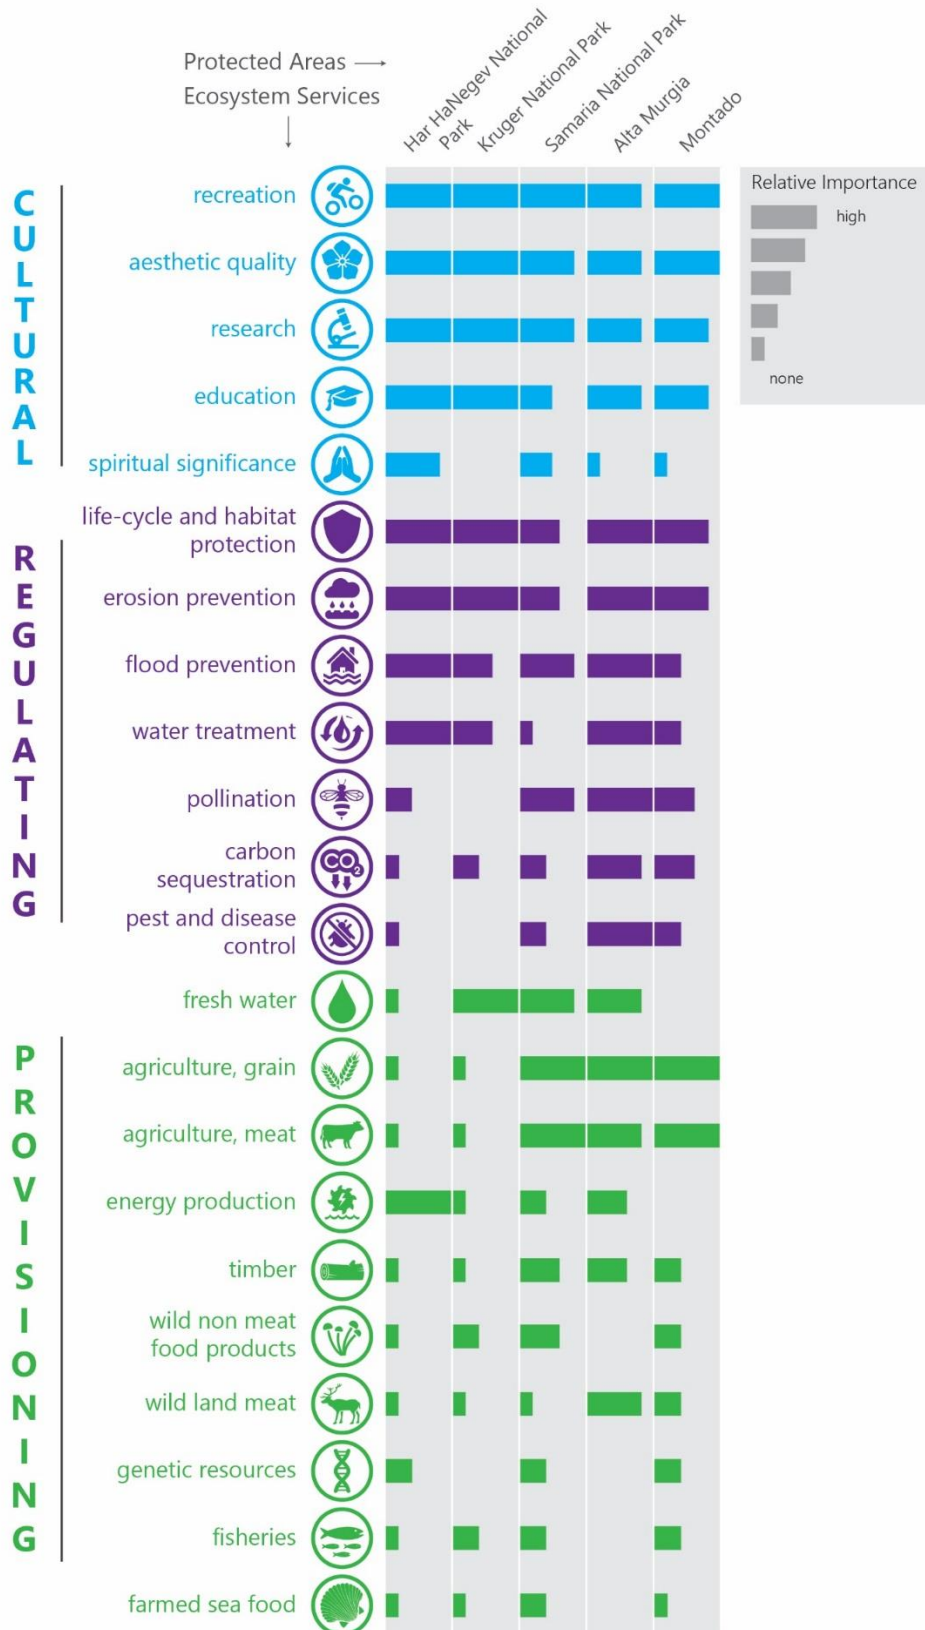 Protected Areas →
Ecosystem Services
↓
Har HaNegev National
Park
Kruger National Park
Samaria National Park
Alta Murgia
Montado
Relative Importance
high
none
CULTURAL
recreation
aesthetic quality
research
education
spiritual significance
REGULATING
life-cycle and habitat
protection
erosion prevention
flood prevention
water treatment
pollination
carbon
sequestration
CO2
pest and disease
control
PROVISIONING
fresh water
agriculture, grain
agriculture, meat
energy production
timber
wild non meat
food products
wild land meat
genetic resources
fisheries
farmed sea food